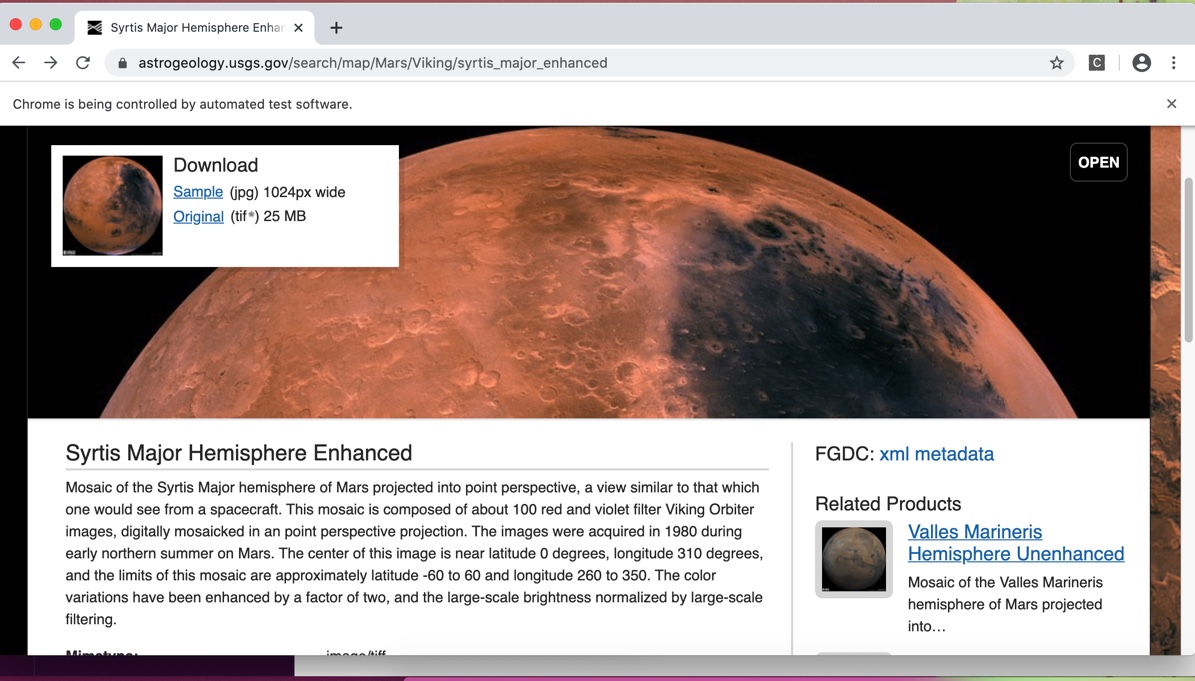 Syrtis Major Hemisphere Enhan
astrogeology.usgs.gov/search/map/Mars/Viking/syrtis_major_enhanced
C
Chrome is being controlled by automated test software.
Download
Sample (jpg) 1024px wide
Original (tif*) 25 MB
OPEN
Syrtis Major Hemisphere Enhanced
Mosaic of the Syrtis Major hemisphere of Mars projected into point perspective, a view similar to that which
one would see from a spacecraft. This mosaic is composed of about 100 red and violet filter Viking Orbiter
images, digitally mosaicked in an point perspective projection. The images were acquired in 1980 during
early northern summer on Mars. The center of this image is near latitude 0 degrees, longitude 310 degrees,
and the limits of this mosaic are approximately latitude -60 to 60 and longitude 260 to 350. The color
variations have been enhanced by a factor of two, and the large-scale brightness normalized by large-scale
filtering.
Mimetype: image/tiff
FGDC: xml metadata
Related Products
Valles Marineris
Hemisphere Unenhanced
Mosaic of the Valles Marineris
hemisphere of Mars projected
into…